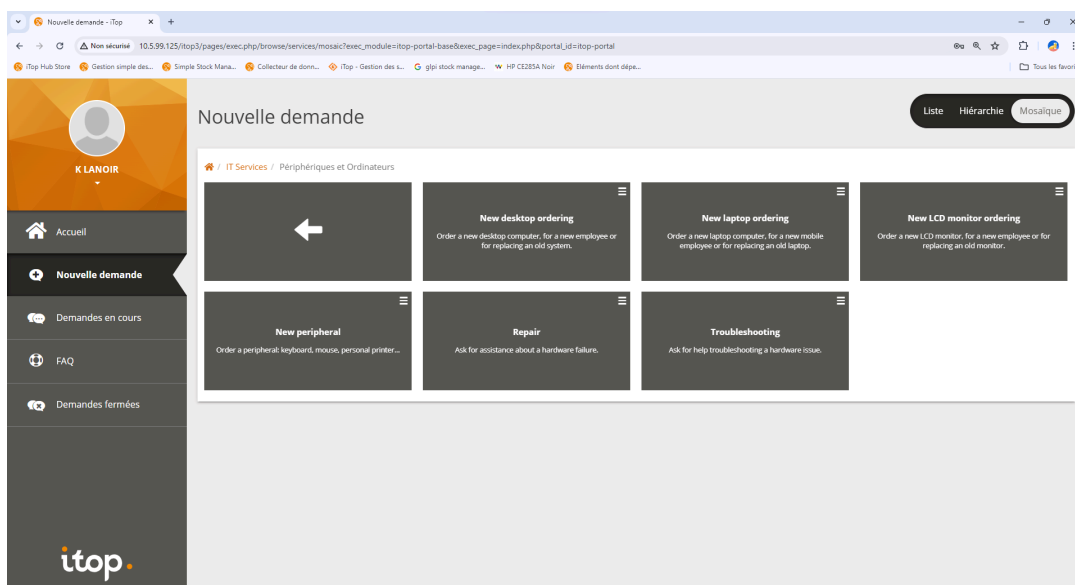 Nouvelle demande - iTop
Non sécurisé 10.5.99.125/itop3/pages/exec.php/browse/services/mosaic?exec_module=itop-portal-base&exec_page=index.php&portal_id=itop-portal
iTop Hub Store Gestion simple des... Simple Stock Mana... Collecteur de donn... iTop - Gestion des s... glpi stock manage... HP CE285A Noir Eléments dont dépe... Tous les favori
K LANOIR
Accueil
Nouvelle demande
Demandes en cours
FAQ
Demandes fermées
itop
Nouvelle demande
Liste Hiérarchie Mosaïque
/ IT Services / Périphériques et Ordinateurs
New desktop ordering
Order a new desktop computer, for a new employee or
for replacing an old system.
New laptop ordering
Order a new laptop computer, for a new mobile
employee or for replacing an old laptop.
New LCD monitor ordering
Order a new LCD monitor, for a new employee or for
replacing an old monitor.
New peripheral
Order a peripheral: keyboard, mouse, personal printer...
Repair
Ask for assistance about a hardware failure.
Troubleshooting
Ask for help troubleshooting a hardware issue.